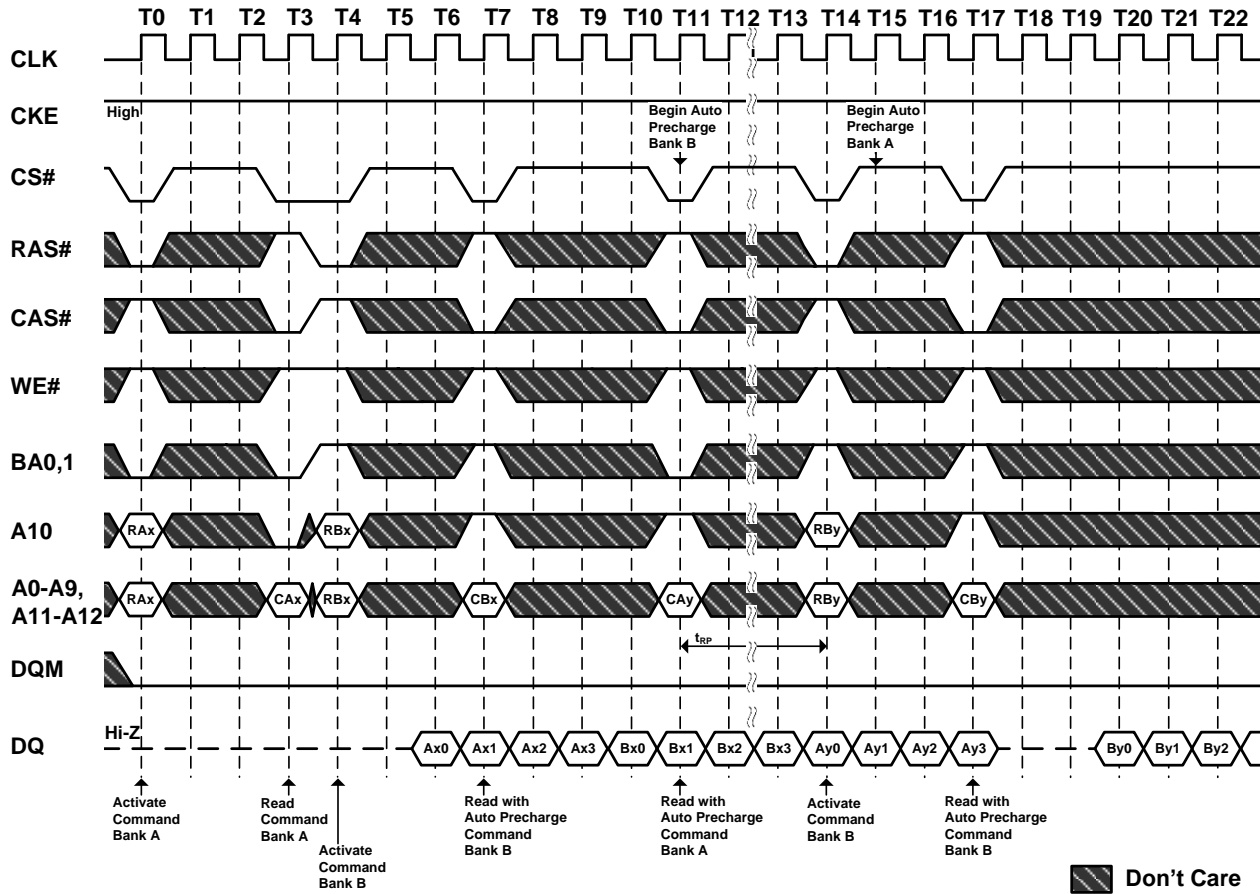 T0 T1 T2 T3 T4 T5 T6 T7 T8 T9 T10 T11 T12 T13 T14 T15 T16 T17 T18 T19 T20 T21 T22
CLK
CKE
High
Begin Auto
Precharge
Bank B
Begin Auto
Precharge
Bank A
CS#
RAS#
CAS#
WE#
BA0,1
A10
RAx RBx RBy
A0-A9,
A11-A12
RAx CAx RBx CBx CAy RBy CBy
tRP
DQM
DQ
Hi-Z
Ax0 Ax1 Ax2 Ax3 Bx0 Bx1 Bx2 Bx3 Ay0 Ay1 Ay2 Ay3 By0 By1 By2
Activate
Command
Bank A
Read
Command
Bank A
Activate
Command
Bank B
Read with
Auto Precharge
Command
Bank B
Read with
Auto Precharge
Command
Bank A
Activate
Command
Bank B
Read with
Auto Precharge
Command
Bank B
Don't Care